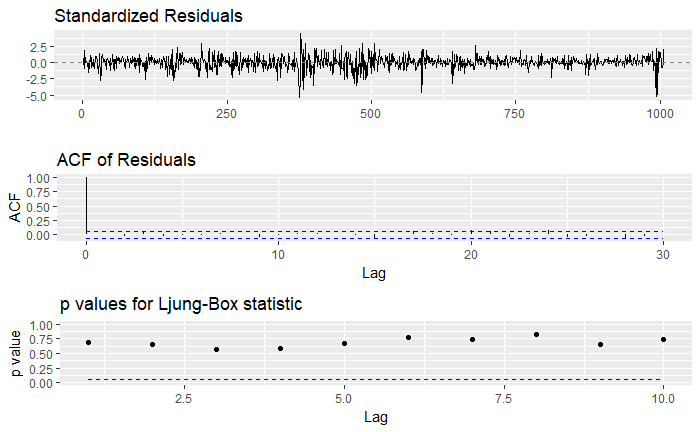 Standardized Residuals
2.5
0.0
-2.5
-5.0
0 250 500 750 1000
ACF of Residuals
1.00
0.75
0.50
0.25
0.00
ACF
0 10 20 30
Lag
p values for Ljung-Box statistic
1.00
0.75
0.50
0.25
0.00
p value
2.5 5.0 7.5 10.0
Lag